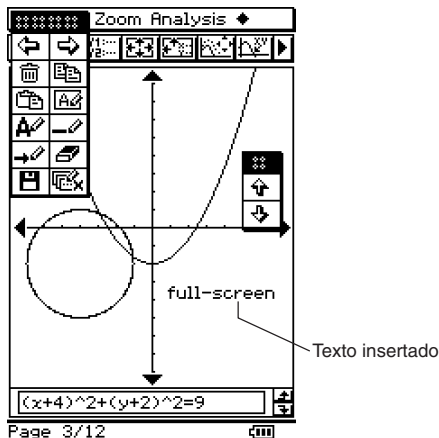 Zoom Analysis ◆
full-screen
Texto insertado
(x+4)^2+(y+2)^2=9
Page 3/12